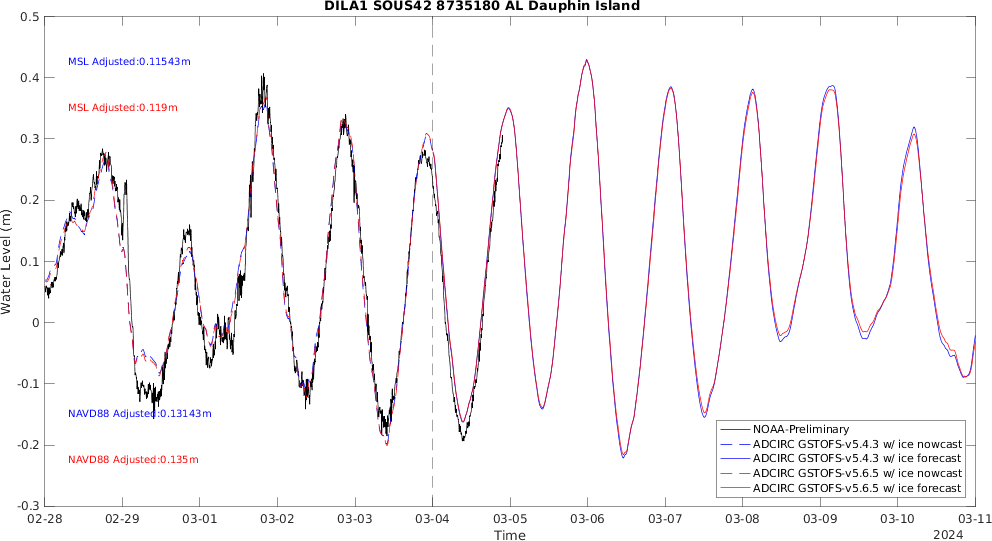 DILA1 SOUS42 8735180 AL Dauphin Island
0.5
0.4
0.3
0.2
0.1
0
-0.1
-0.2
-0.3
Water Level (m)
MSL Adjusted:0.11543m
MSL Adjusted:0.119m
NAVD88 Adjusted:0.13143m
NAVD88 Adjusted:0.135m
NOAA-Preliminary
ADCIRC GSTOFS-v5.4.3 w/ ice nowcast
ADCIRC GSTOFS-v5.4.3 w/ ice forecast
ADCIRC GSTOFS-v5.6.5 w/ ice nowcast
ADCIRC GSTOFS-v5.6.5 w/ ice forecast
02-28 02-29 03-01 03-02 03-03 03-04 03-05 03-06 03-07 03-08 03-09 03-10 03-11
Time
2024